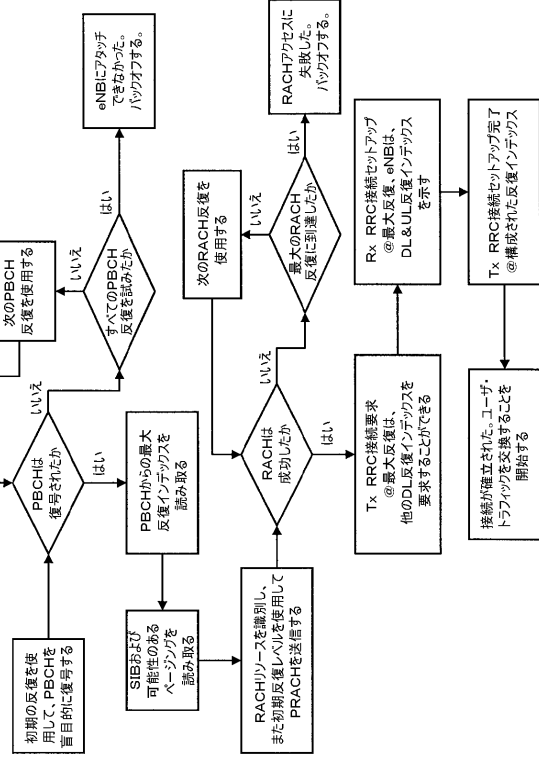 初期の反復を使
用して、PBCHを
盲目的に復号する
PBCHは
復号されたか
いいえ
はい
次のPBCH
反復を使用する
いいえ
すべてのPBCH
反復を試みたか
はい
eNBにアタッチ
できなかった。
バックオフする。
PBCHからの最大
反復インデックスを
読み取る
SIBおよび
可能性のある
ページングを
読み取る
RACHリソースを識別し、
また初期反復レベルを使用して
PRACHを送信する
RACHは
成功したか
いいえ
はい
次のRACH反復を
使用する
いいえ
最大のRACH
反復に到達したか
はい
RACHアクセスに
失敗した。
バックオフする。
Tx RRC接続要求
@最大反復は、
他のDL反復インデックスを
要求することができる
Rx RRC接続セットアップ
@最大反復、eNBは、
DL&UL反復インデックス
を示す
Tx RRC接続セットアップ完了
@構成された反復インデックス
接続が確立された。ユーザ・
トラフィックを交換することを
開始する